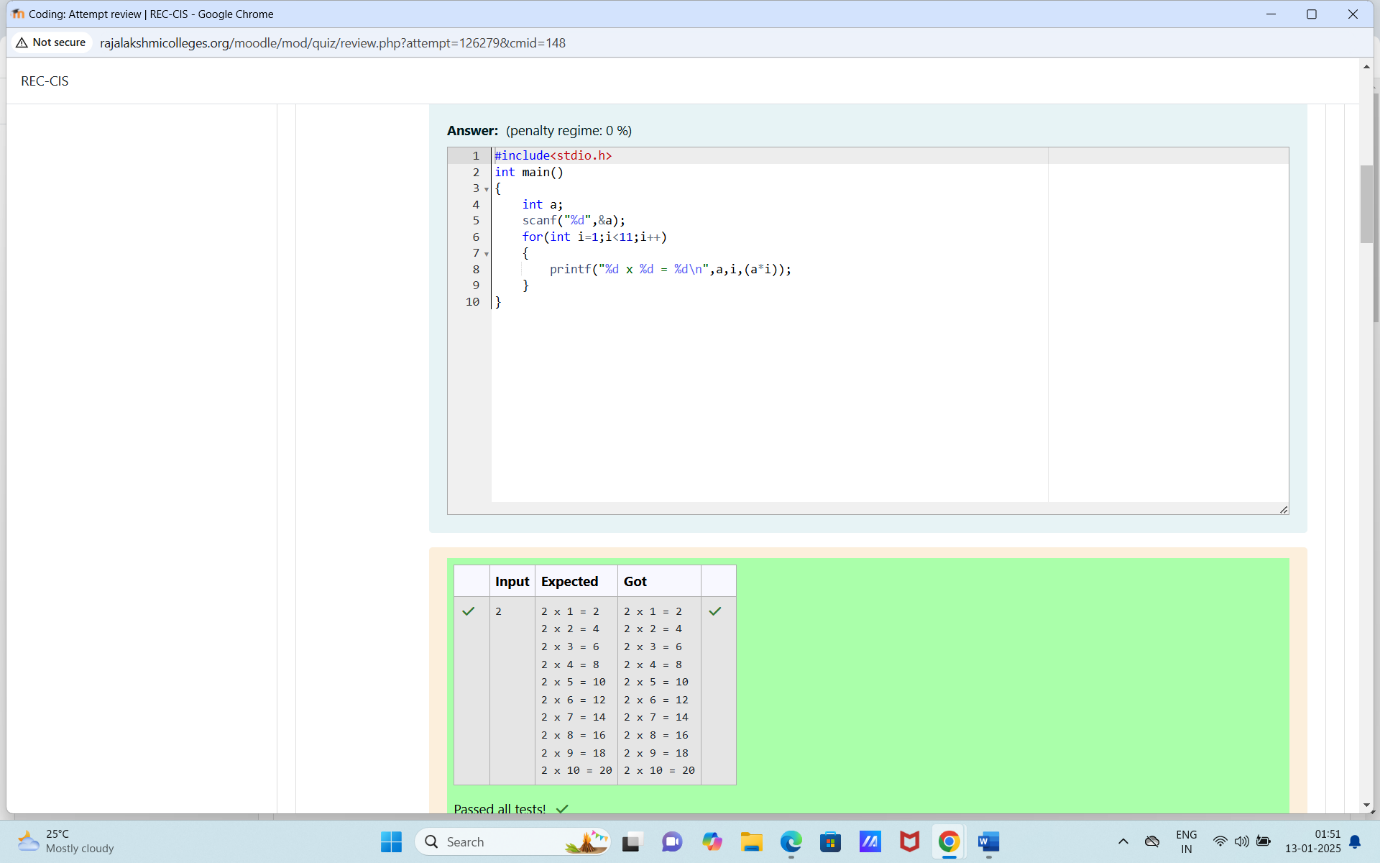 Coding: Attempt review | REC-CIS - Google Chrome
Not secure rajalakshmicolleges.org/moodle/mod/quiz/review.php?attempt=126279&cmid=148
REC-CIS
Answer: (penalty regime: 0 %)
1 #include<stdio.h>
2 int main()
3 {
4 int a;
5 scanf("%d",&a);
6 for(int i=1;i<11;i++)
7 {
8 printf("%d x %d = %d\n",a,i,(a*i));
9 }
10 }
Input Expected Got
2 2 x 1 = 2 2 x 1 = 2
2 x 2 = 4 2 x 2 = 4
2 x 3 = 6 2 x 3 = 6
2 x 4 = 8 2 x 4 = 8
2 x 5 = 10 2 x 5 = 10
2 x 6 = 12 2 x 6 = 12
2 x 7 = 14 2 x 7 = 14
2 x 8 = 16 2 x 8 = 16
2 x 9 = 18 2 x 9 = 18
2 x 10 = 20 2 x 10 = 20
Passed all tests!
25°C
Mostly cloudy
Search
ENG
IN
01:51
13-01-2025